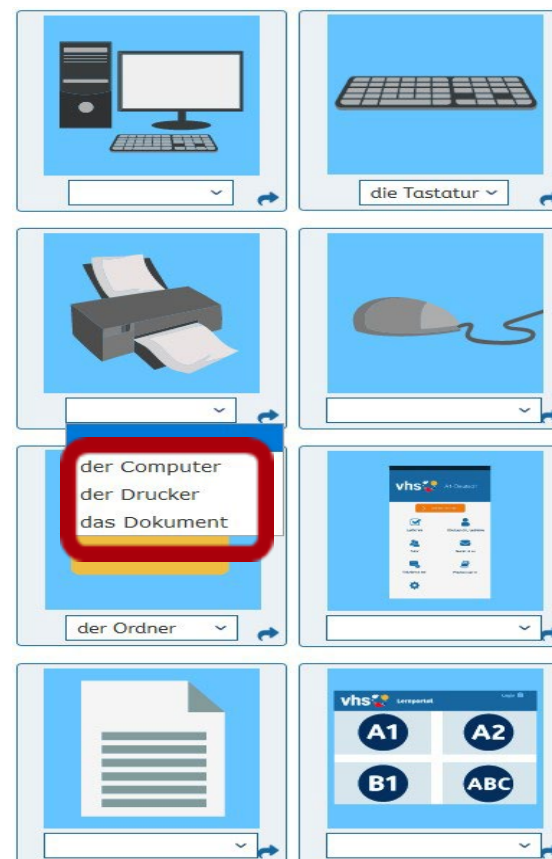 die Tastatur
der Computer
der Drucker
das Dokument
der Ordner
vhs A1-Deutsch
vhs Lernportal Login
A1 A2
B1 ABC